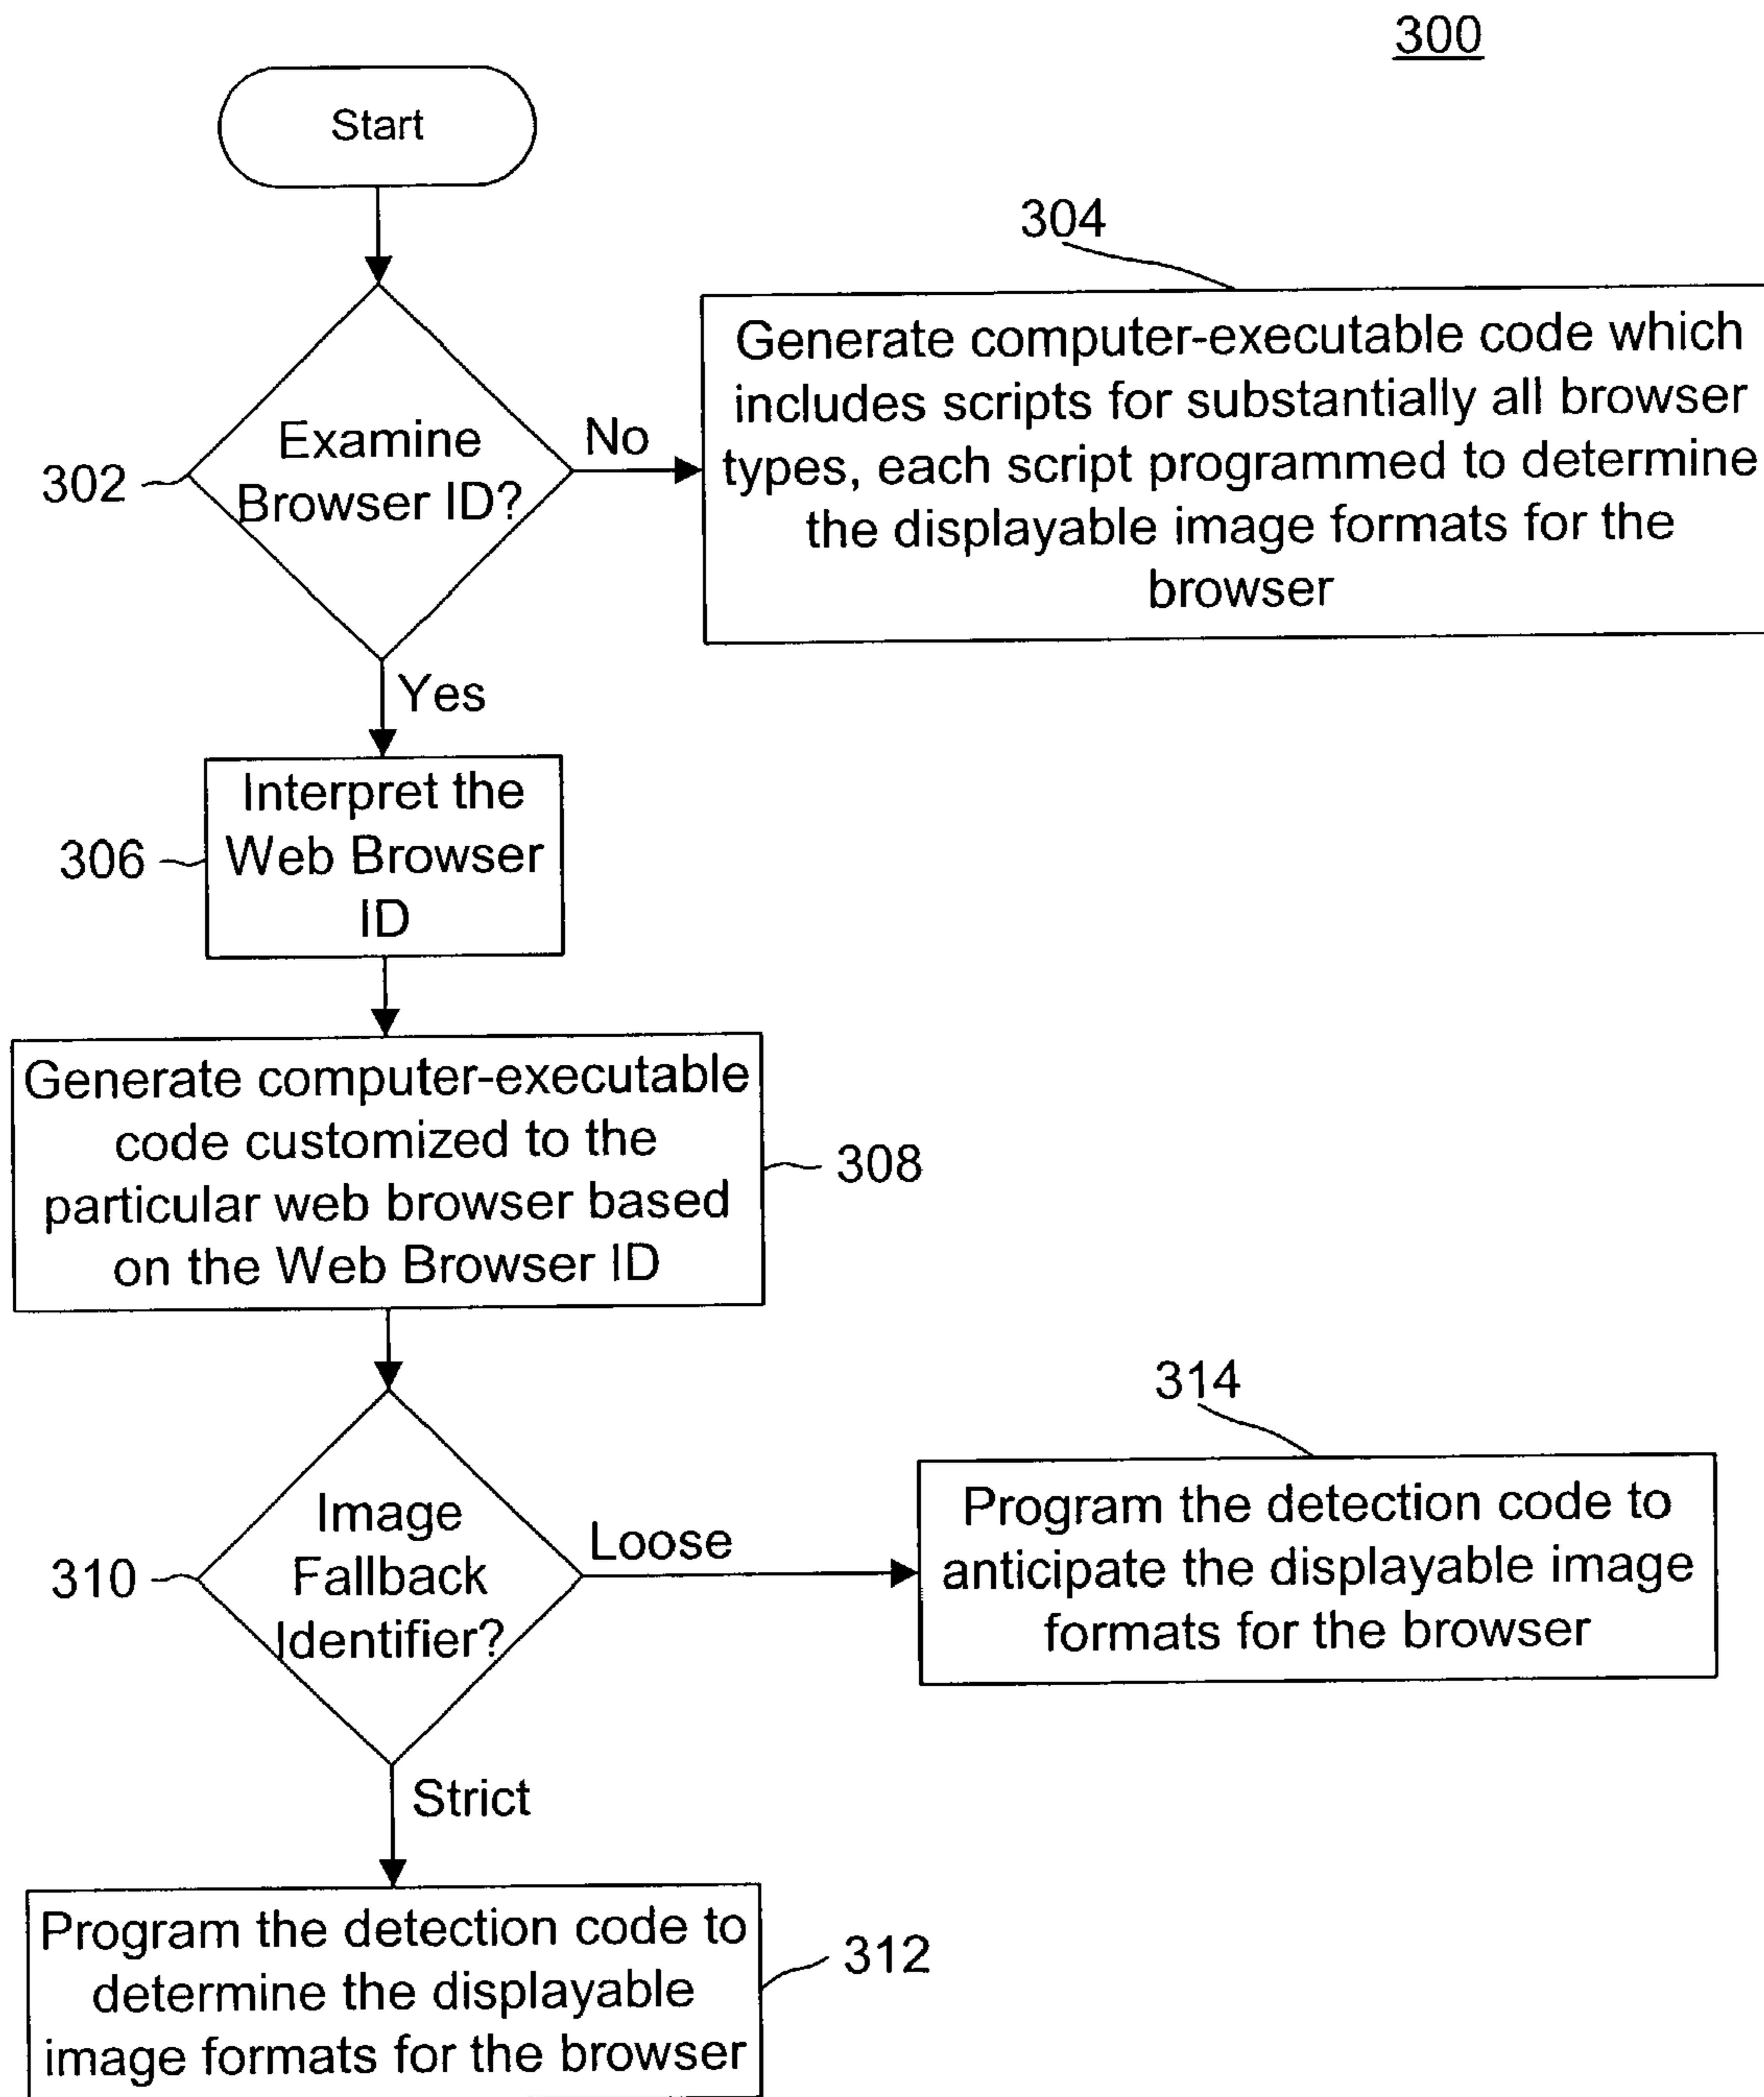 300
Start
304
Generate computer-executable code which
includes scripts for substantially all browser
types, each script programmed to determine
the displayable image formats for the
browser
Examine
Browser ID?
No
302
Yes
Interpret the
Web Browser
ID
306
Generate computer-executable
code customized to the
particular web browser based
on the Web Browser ID
308
314
Image
Fallback
Identifier?
Loose
310
Program the detection code to
anticipate the displayable image
formats for the browser
Strict
Program the detection code to
determine the displayable
image formats for the browser
312